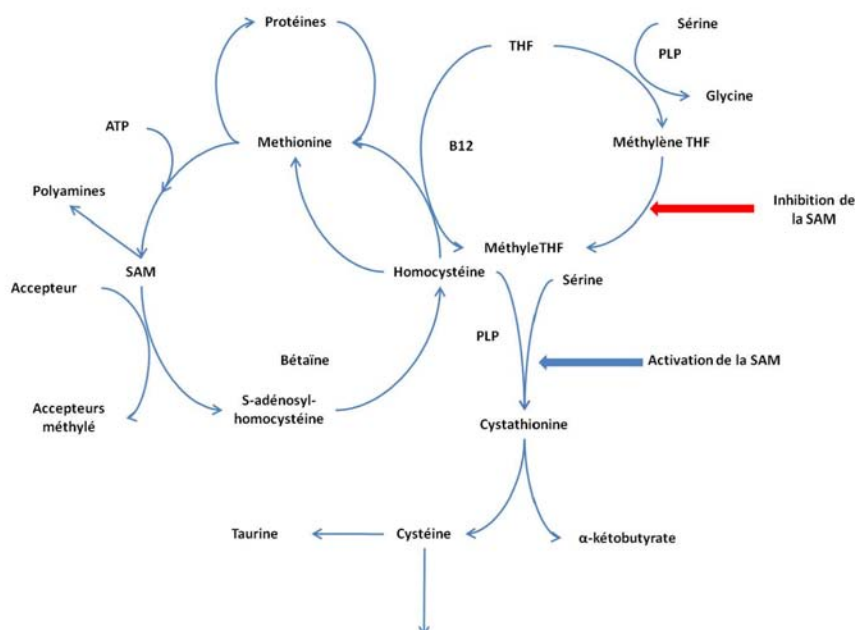 Protéines
THF
Sérine
PLP
Glycine
ATP
Methionine
B12
Méthylène THF
Polyamines
Inhibition de
la SAM
MéthyleTHF
SAM
Homocystéine
Sérine
Accepteur
PLP
Bétaïne
Activation de la SAM
S-adénosyl-
homocystéine
Accepteurs
méthylé
Cystathionine
Taurine
Cystéine
α-kétobutyrate